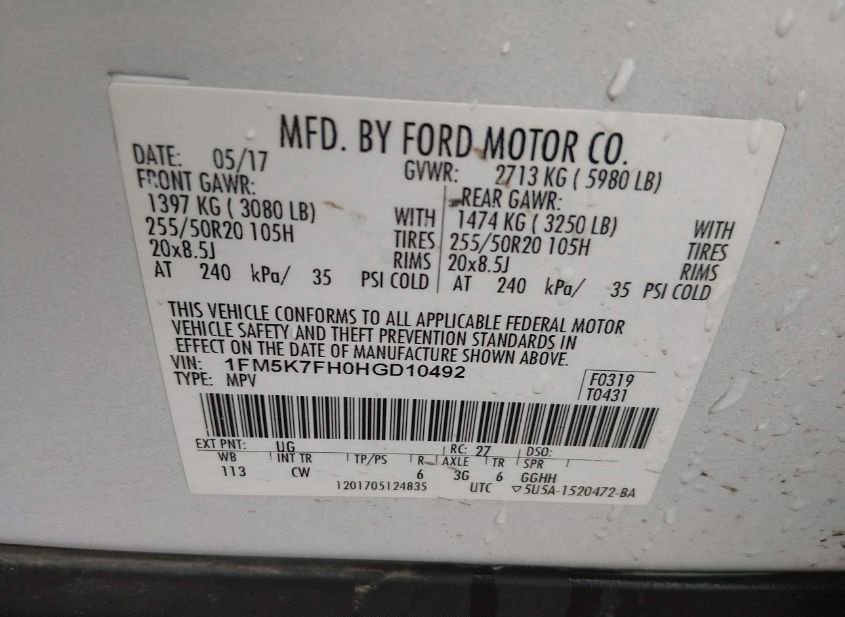 MFD. BY FORD MOTOR CO.
DATE: 05/17 GVWR: 2713 KG ( 5980 LB)
FRONT GAWR: REAR GAWR:
1397 KG ( 3080 LB) WITH 1474 KG ( 3250 LB) WITH
255/50R20 105H TIRES 255/50R20 105H TIRES
20x8.5J RIMS 20x8.5J RIMS
AT 240 kPa/ 35 PSI COLD AT 240 kPa/ 35 PSI COLD
THIS VEHICLE CONFORMS TO ALL APPLICABLE FEDERAL MOTOR
VEHICLE SAFETY AND THEFT PREVENTION STANDARDS IN
EFFECT ON THE DATE OF MANUFACTURE SHOWN ABOVE.
VIN: 1FM5K7FH0HGD10492
TYPE: MPV
F0319
T0431
EXT PNT: UG RC: 27 DSO:
WB INT TR TP/PS R AXLE TR SPR
113 CW 6 3G 6 GGHH
1201705124835 UTC ▽5U5A-1520472-BA